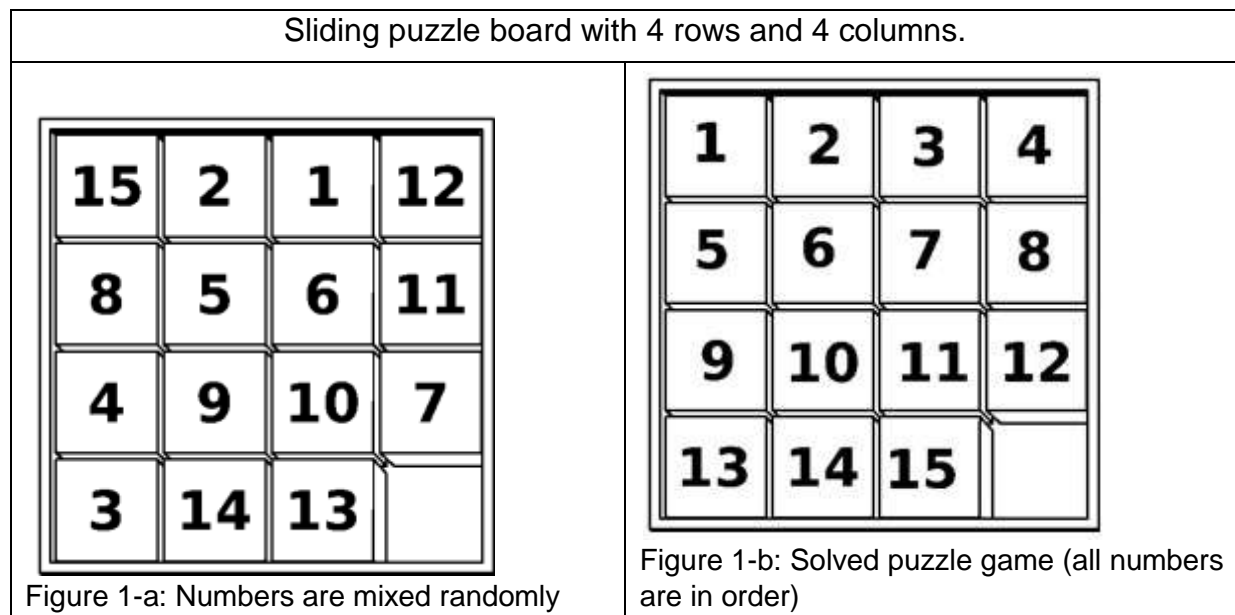 Sliding puzzle board with 4 rows and 4 columns.
15 2 1 12
8 5 6 11
4 9 10 7
3 14 13
Figure 1-a: Numbers are mixed randomly
1 2 3 4
5 6 7 8
9 10 11 12
13 14 15
Figure 1-b: Solved puzzle game (all numbers
are in order)